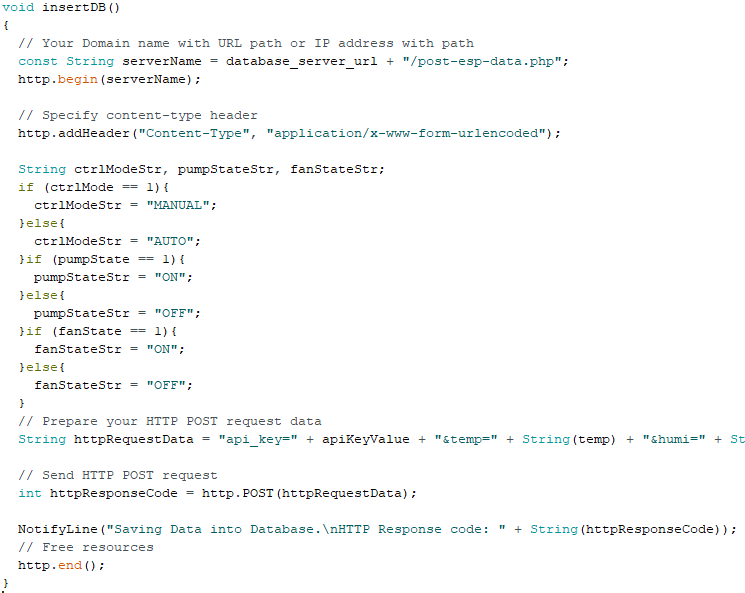 void insertDB()
{
  // Your Domain name with URL path or IP address with path
  const String serverName = database_server_url + "/post-esp-data.php";
  http.begin(serverName);

  // Specify content-type header
  http.addHeader("Content-Type", "application/x-www-form-urlencoded");

  String ctrlModeStr, pumpStateStr, fanStateStr;
  if (ctrlMode == 1){
    ctrlModeStr = "MANUAL";
  }else{
    ctrlModeStr = "AUTO";
  }if (pumpState == 1){
    pumpStateStr = "ON";
  }else{
    pumpStateStr = "OFF";
  }if (fanState == 1){
    fanStateStr = "ON";
  }else{
    fanStateStr = "OFF";
  }
  // Prepare your HTTP POST request data
  String httpRequestData = "api_key=" + apiKeyValue + "&temp=" + String(temp) + "&humi=" + St

  // Send HTTP POST request
  int httpResponseCode = http.POST(httpRequestData);

  NotifyLine("Saving Data into Database.\nHTTP Response code: " + String(httpResponseCode));
  // Free resources
  http.end();
}